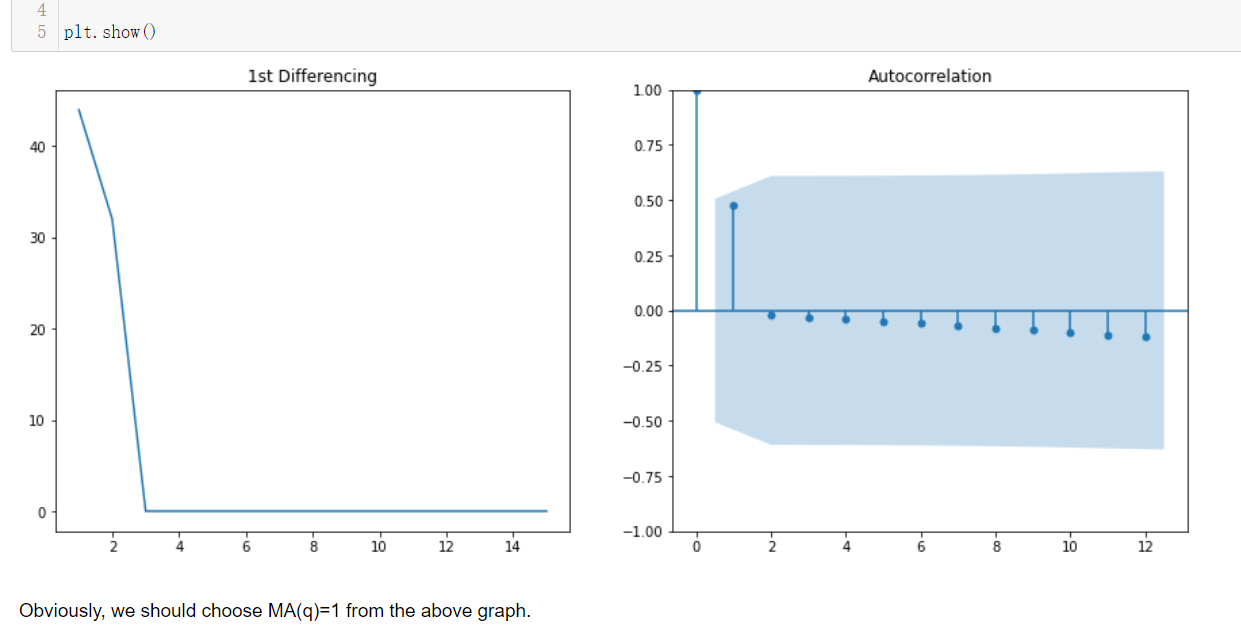 4
5 plt.show()
1st Differencing
40
30
20
10
0
2 4 6 8 10 12 14
Autocorrelation
1.00
0.75
0.50
0.25
0.00
−0.25
−0.50
−0.75
−1.00
0 2 4 6 8 10 12
Obviously, we should choose MA(q)=1 from the above graph.